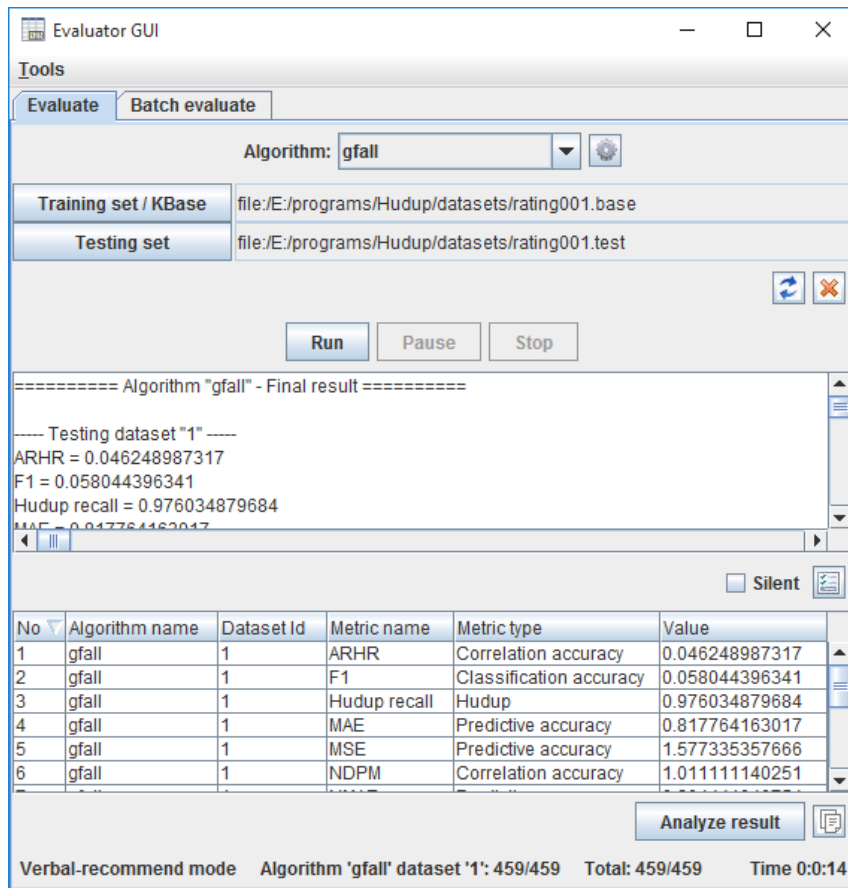 Evaluator GUI
Tools
Evaluate Batch evaluate
Algorithm: gfall
Training set / KBase file:/E:/programs/Hudup/datasets/rating001.base
Testing set file:/E:/programs/Hudup/datasets/rating001.test
Run Pause Stop
========== Algorithm "gfall" - Final result ==========
----- Testing dataset "1" -----
ARHR = 0.046248987317
F1 = 0.058044396341
Hudup recall = 0.976034879684
MAE = 0.817764163017
Silent
No Algorithm name Dataset Id Metric name Metric type Value
1 gfall 1 ARHR Correlation accuracy 0.046248987317
2 gfall 1 F1 Classification accuracy 0.058044396341
3 gfall 1 Hudup recall Hudup 0.976034879684
4 gfall 1 MAE Predictive accuracy 0.817764163017
5 gfall 1 MSE Predictive accuracy 1.577335357666
6 gfall 1 NDPM Correlation accuracy 1.011111140251
Analyze result
Verbal-recommend mode Algorithm 'gfall' dataset '1': 459/459 Total: 459/459 Time 0:0:14